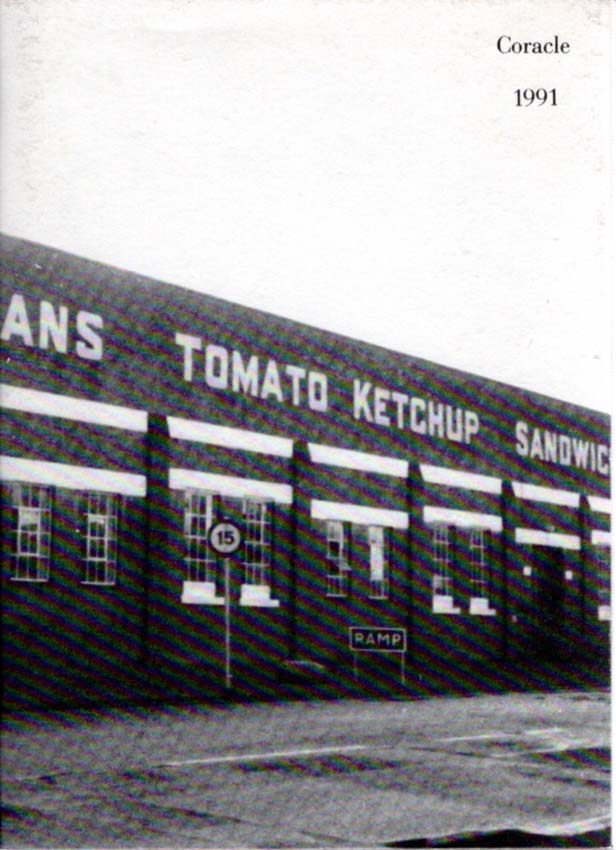 Coracle
1991
ANS TOMATO KETCHUP SANDWIC
15
RAMP